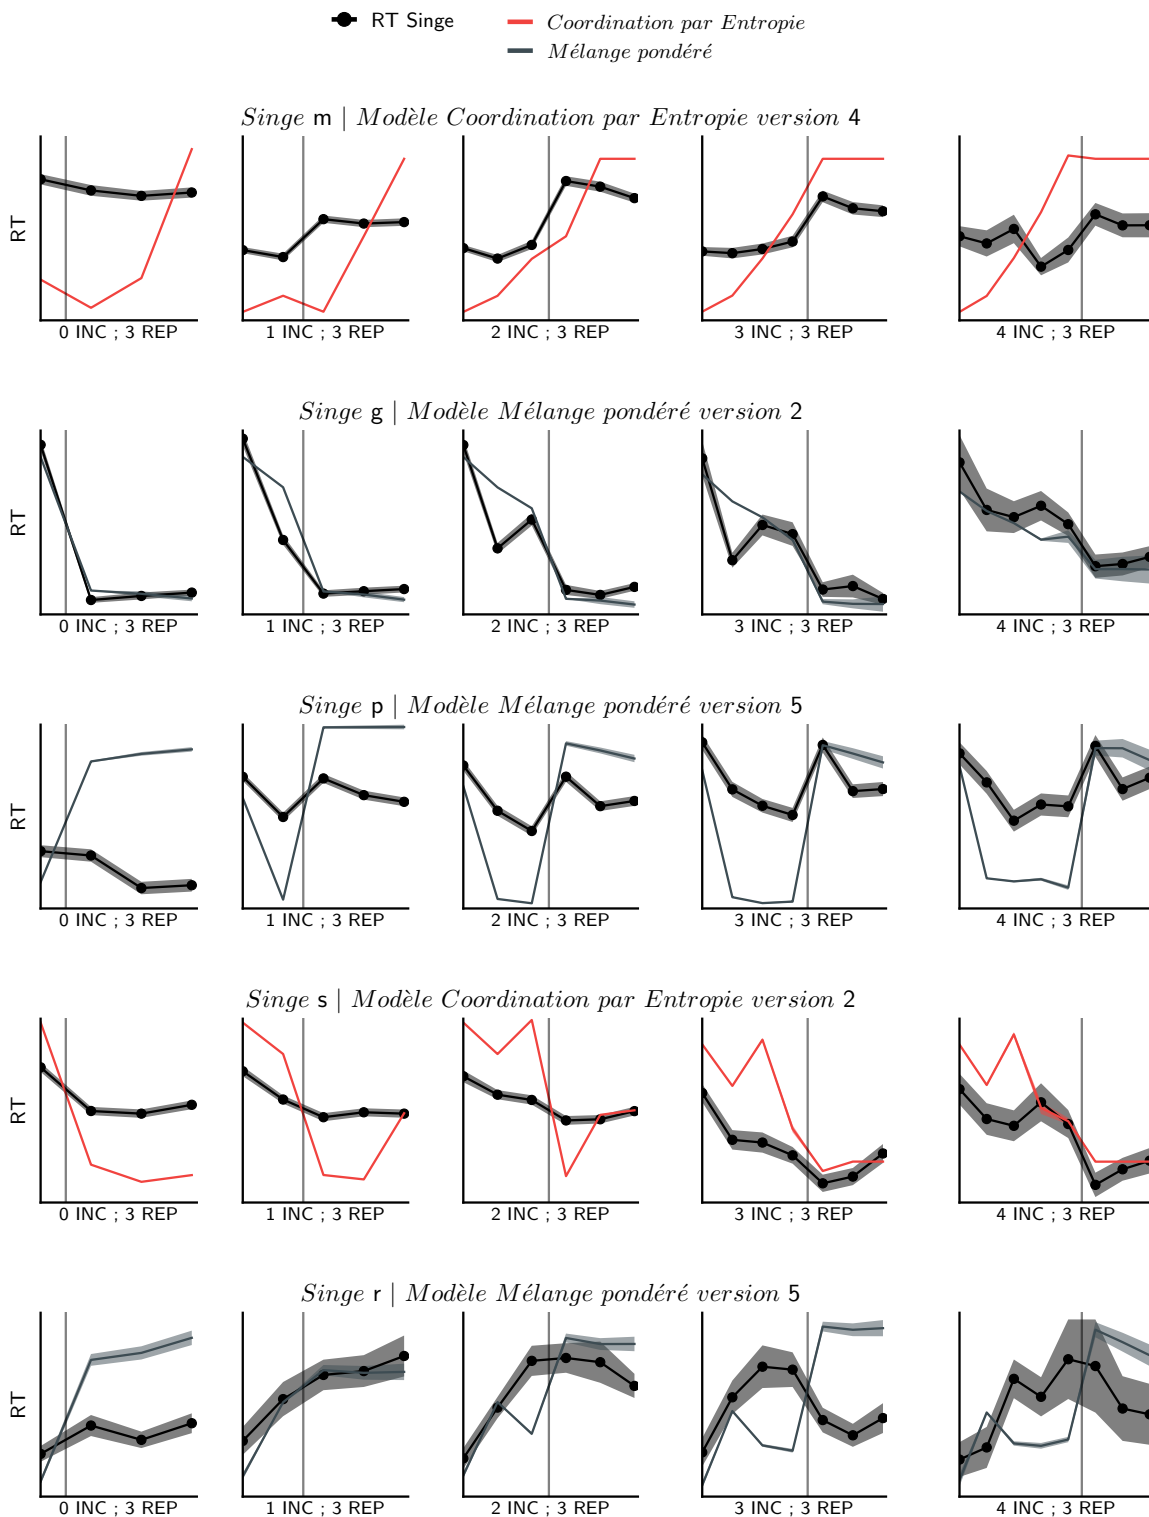 RT Singe
Coordination par Entropie
Mélange pondéré
Singe m | Modèle Coordination par Entropie version 4
RT
0 INC ; 3 REP
1 INC ; 3 REP
2 INC ; 3 REP
3 INC ; 3 REP
4 INC ; 3 REP
Singe g | Modèle Mélange pondéré version 2
RT
0 INC ; 3 REP
1 INC ; 3 REP
2 INC ; 3 REP
3 INC ; 3 REP
4 INC ; 3 REP
Singe p | Modèle Mélange pondéré version 5
RT
0 INC ; 3 REP
1 INC ; 3 REP
2 INC ; 3 REP
3 INC ; 3 REP
4 INC ; 3 REP
Singe s | Modèle Coordination par Entropie version 2
RT
0 INC ; 3 REP
1 INC ; 3 REP
2 INC ; 3 REP
3 INC ; 3 REP
4 INC ; 3 REP
Singe r | Modèle Mélange pondéré version 5
RT
0 INC ; 3 REP
1 INC ; 3 REP
2 INC ; 3 REP
3 INC ; 3 REP
4 INC ; 3 REP